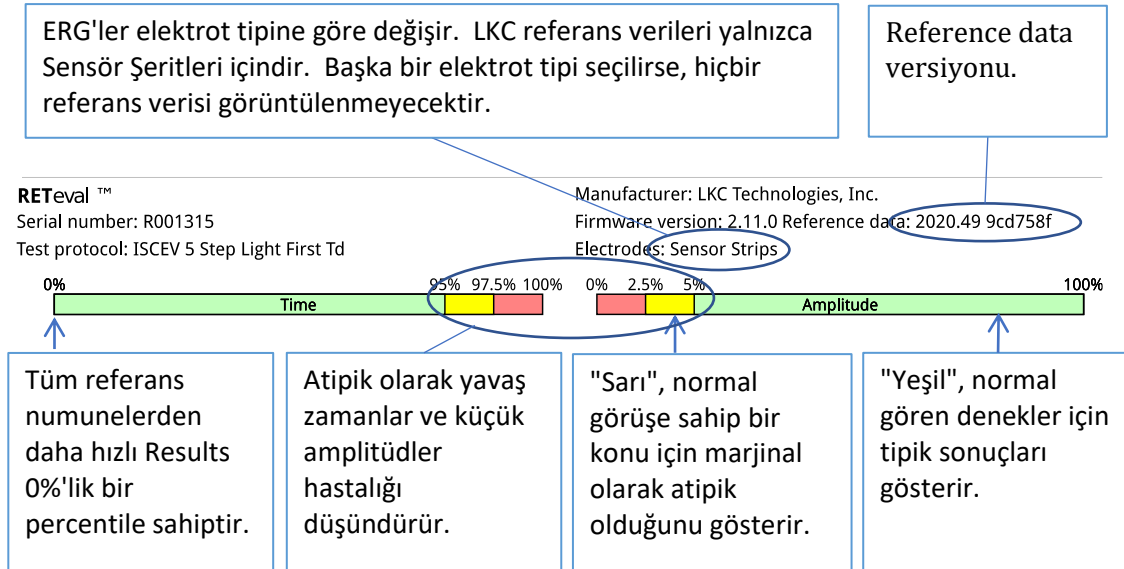 ERG'ler elektrot tipine göre değişir. LKC referans verileri yalnızca
Sensör Şeritleri içindir. Başka bir elektrot tipi seçilirse, hiçbir
referans verisi görüntülenmeyecektir.
Reference data
versiyonu.
RETeval ™
Serial number: R001315
Test protocol: ISCEV 5 Step Light First Td
Manufacturer: LKC Technologies, Inc.
Firmware version: 2.11.0 Reference data: 2020.49 9cd758f
Electrodes: Sensor Strips
0% 95% 97.5% 100%
Time
0% 2.5% 5% 100%
Amplitude
Tüm referans
numunelerden
daha hızlı Results
0%'lik bir
percentile sahiptir.
Atipik olarak yavaş
zamanlar ve küçük
amplitüdler
hastalığı
düşündürür.
"Sarı", normal
görüşe sahip bir
konu için marjinal
olarak atipik
olduğunu gösterir.
"Yeşil", normal
gören denekler için
tipik sonuçları
gösterir.